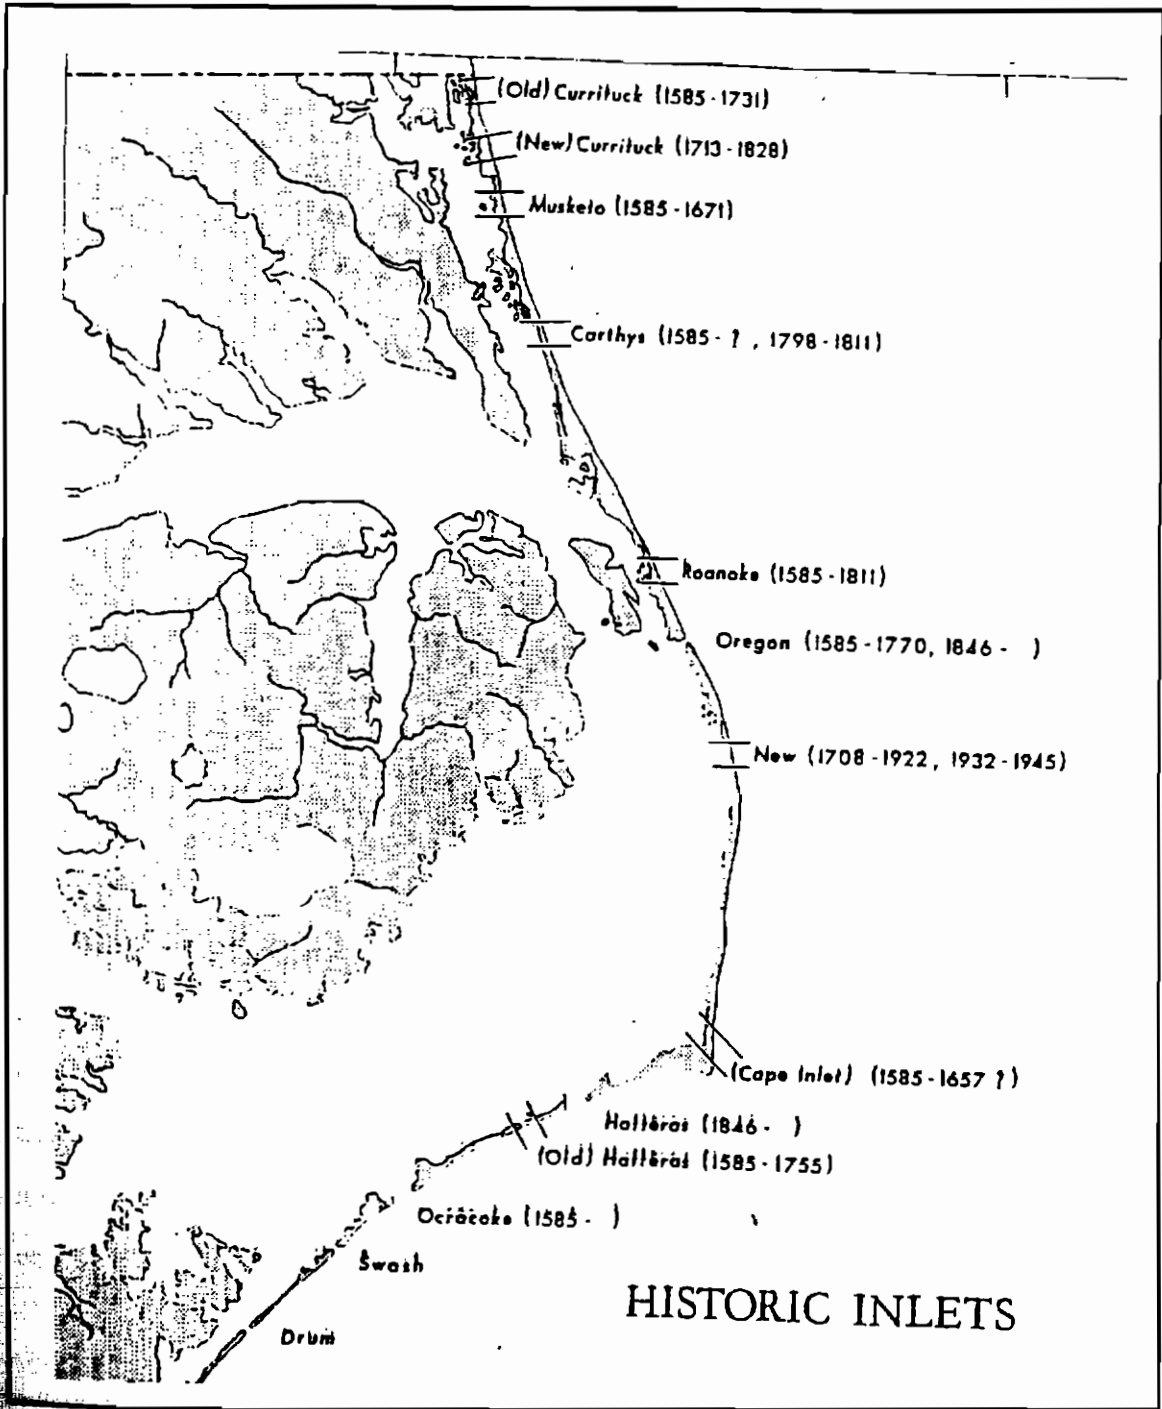 (Old) Currituck (1585-1731)
(New) Currituck (1713-1828)
Musketo (1585-1671)
Carthys (1585- ? , 1798-1811)
Roanoke (1585-1811)
Oregon (1585-1770, 1846- )
New (1708-1922, 1932-1945)
(Cape Inlet) (1585-1657 ?)
Hatteras (1846- )
(Old) Hatteras (1585-1755)
Ocracoke (1585- )
Swash
Drum
HISTORIC INLETS